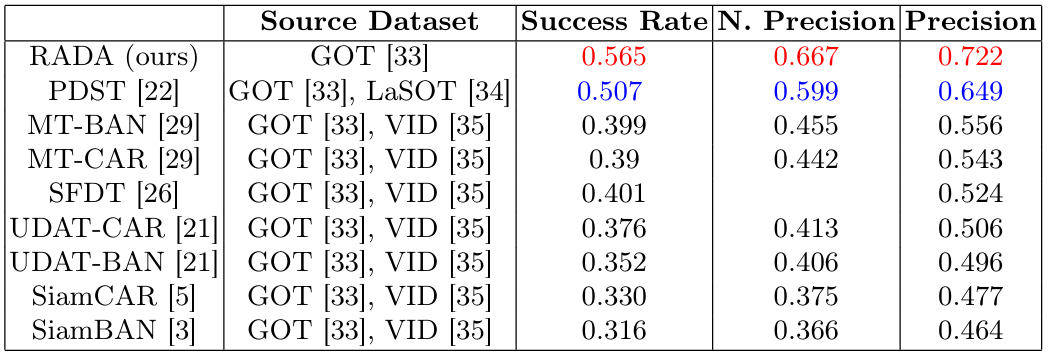 Source Dataset Success Rate N. Precision Precision
RADA (ours) GOT [33] 0.565 0.667 0.722
PDST [22] GOT [33], LaSOT [34] 0.507 0.599 0.649
MT-BAN [29] GOT [33], VID [35] 0.399 0.455 0.556
MT-CAR [29] GOT [33], VID [35] 0.39 0.442 0.543
SFDT [26] GOT [33], VID [35] 0.401 0.524
UDAT-CAR [21] GOT [33], VID [35] 0.376 0.413 0.506
UDAT-BAN [21] GOT [33], VID [35] 0.352 0.406 0.496
SiamCAR [5] GOT [33], VID [35] 0.330 0.375 0.477
SiamBAN [3] GOT [33], VID [35] 0.316 0.366 0.464